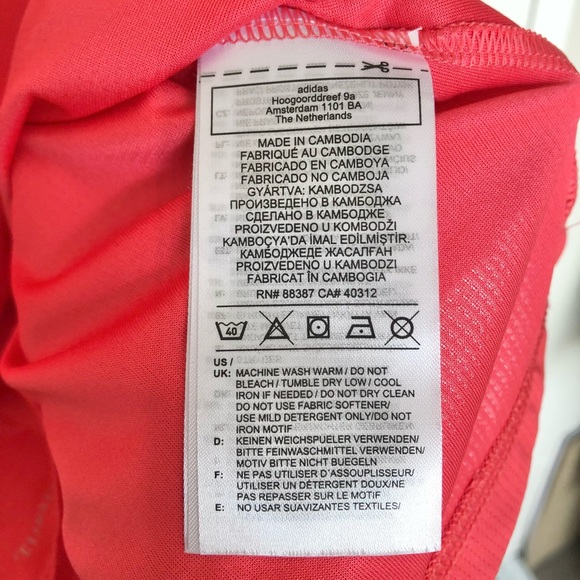 adidas
Hoogoorddreef 9a
Amsterdam 1101 BA
The Netherlands
MADE IN CAMBODIA
FABRIQUÉ AU CAMBODGE
FABRICADO EN CAMBOYA
FABRICADO NO CAMBOJA
GYÁRTVA: KAMBODZSA
ПРОИЗВЕДЕНО В КАМБОДЖА
СДЕЛАНО В КАМБОДЖЕ
PROIZVEDENO U KOMBODŽI
KAMBOÇYA'DA İMAL EDİLMİŞTİR.
КАМБОДЖЕДЕ ЖАСАЛҒАН
PROIZVEDENO U KAMBODŽI
FABRICAT ÎN CAMBOGIA
RN# 88387 CA# 40312
40
US /
UK: MACHINE WASH WARM / DO NOT
BLEACH / TUMBLE DRY LOW / COOL
IRON IF NEEDED / DO NOT DRY CLEAN
DO NOT USE FABRIC SOFTENER/
USE MILD DETERGENT ONLY/DO NOT
IRON MOTIF
D: KEINEN WEICHSPUELER VERWENDEN/
BITTE FEINWASCHMITTEL VERWENDEN/
MOTIV BITTE NICHT BUEGELN
F: NE PAS UTILISER D'ASSOUPLISSEUR/
UTILISER UN DÉTERGENT DOUX/NE
PAS REPASSER SUR LE MOTIF
E: NO USAR SUAVIZANTES TEXTILES/